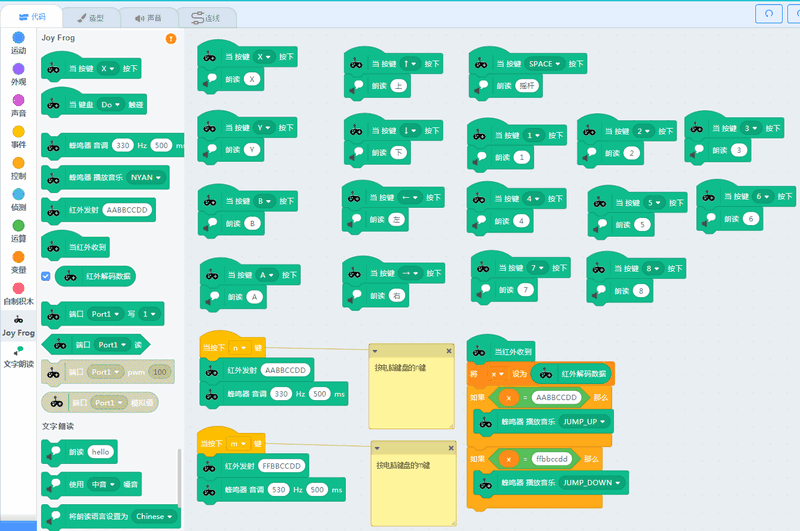 代码 造型 声音 连线
运动
外观
声音
事件
控制
侦测
运算
变量
自制积木
Joy Frog
文字朗读
Joy Frog
当 按键 X 按下
当 键盘 Do 触碰
蜂鸣器 音调 330 Hz 500 ms
蜂鸣器 播放音乐 NYAN
红外发射 AABBCCDD
当红外收到
红外解码数据
端口 Port1 写 1
端口 Port1 读
端口 Port1 pwm 100
端口 Port1 模拟值
文字朗读
朗读 hello
使用 中音 嗓音
将朗读语言设置为 Chinese
当 按键 X 按下
朗读 X
当 按键 ↑ 按下
朗读 上
当 按键 SPACE 按下
朗读 摇杆
当 按键 Y 按下
朗读 Y
当 按键 ↓ 按下
朗读 下
当 按键 1 按下
朗读 1
当 按键 2 按下
朗读 2
当 按键 3 按下
朗读 3
当 按键 B 按下
朗读 B
当 按键 ← 按下
朗读 左
当 按键 4 按下
朗读 4
当 按键 5 按下
朗读 5
当 按键 6 按下
朗读 6
当 按键 A 按下
朗读 A
当 按键 → 按下
朗读 右
当 按键 7 按下
朗读 7
当 按键 8 按下
朗读 8
当按下 n 键
红外发射 AABBCCDD
蜂鸣器 音调 330 Hz 500 ms
按电脑键盘的n键
当按下 m 键
红外发射 FFBBCCDD
蜂鸣器 音调 530 Hz 500 ms
按电脑键盘的m键
当红外收到
将 x 设为 红外解码数据
如果 x = AABBCCDD 那么
蜂鸣器 播放音乐 JUMP_UP
如果 x = ffbbccdd 那么
蜂鸣器 播放音乐 JUMP_DOWN